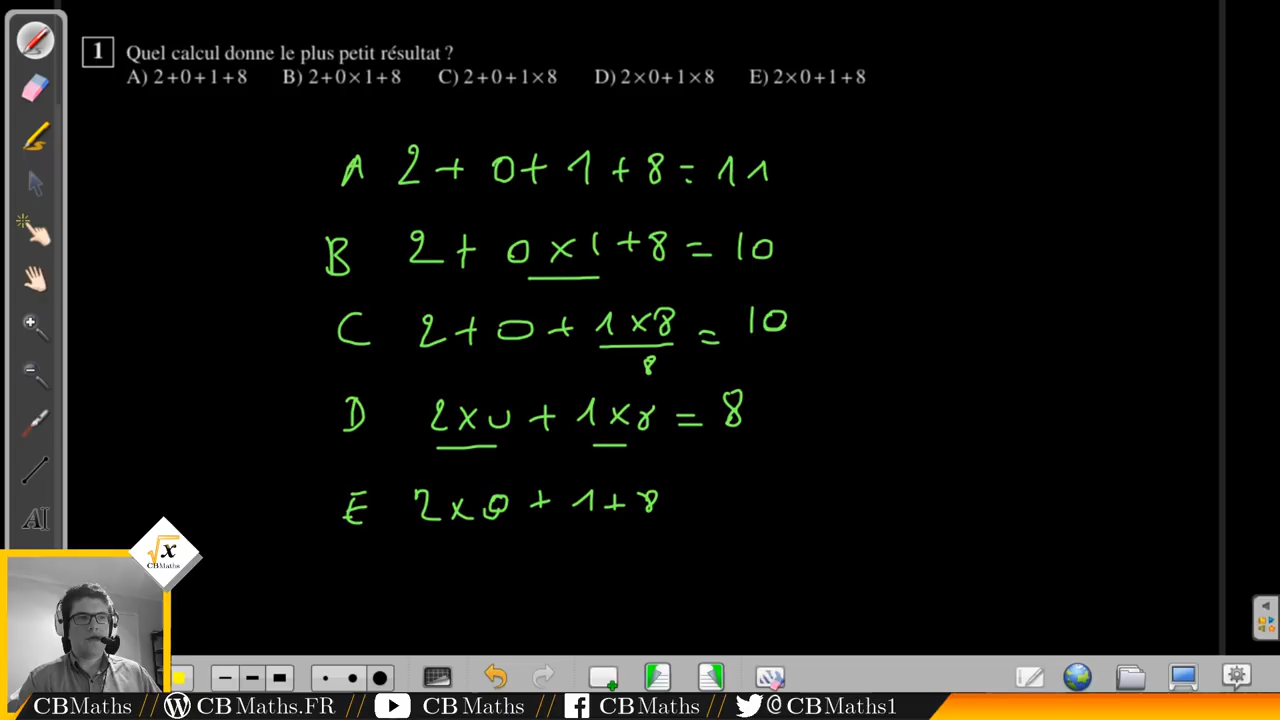 1 Quel calcul donne le plus petit résultat ?
A) 2+0+1+8 B) 2+0×1+8 C) 2+0+1×8 D) 2×0+1×8 E) 2×0+1+8
A 2 + 0 + 1 + 8 = 11
B 2 + 0 × 1 + 8 = 10
C 2 + 0 + 1 × 8 = 10
8
D 2 × 0 + 1 × 8 = 8
E 2 × 0 + 1 + 8
AI
√x
CBMaths
CBMaths CBMaths.FR CBMaths CBMaths @CBMaths1